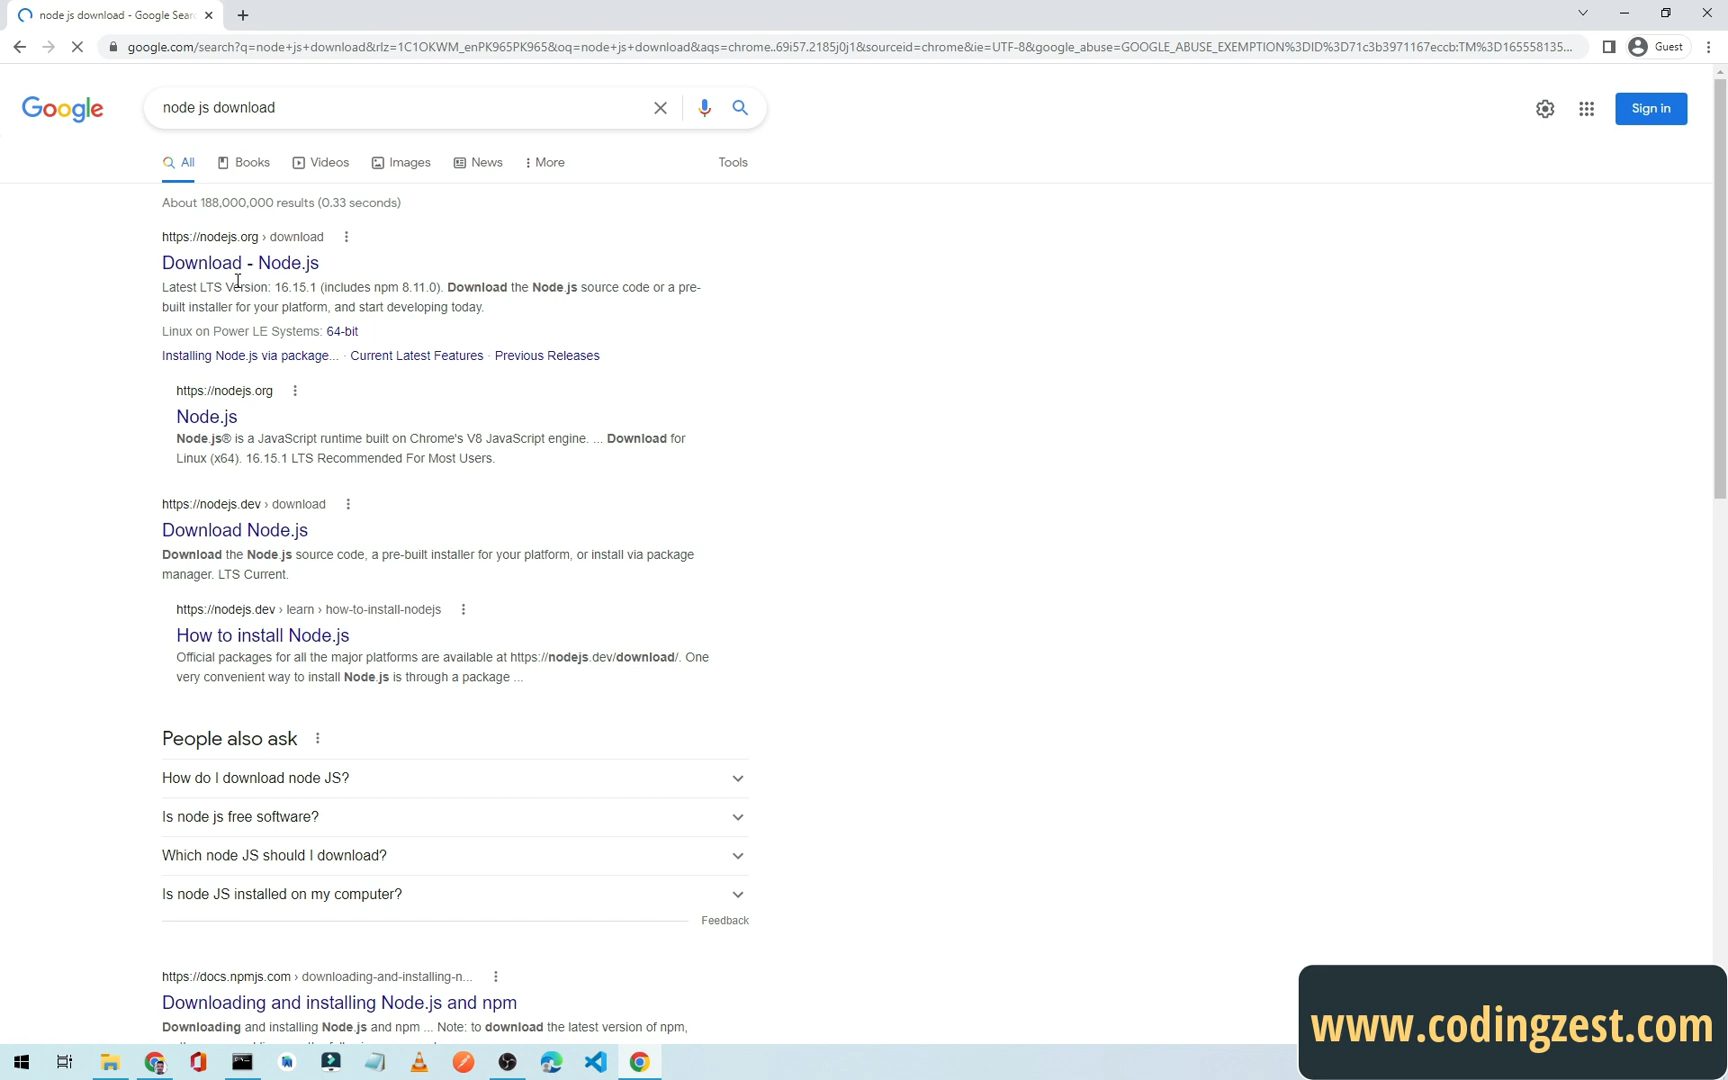 node js download - Google Sear
google.com/search?q=node+js+download&rlz=1C1OKWM_enPK965PK965&oq=node+js+download&aqs=chrome..69i57.2185j0j1&sourceid=chrome&ie=UTF-8&google_abuse=GOOGLE_ABUSE_EXEMPTION%3DID%3D71c3b3971167eccb:TM%3D165558135...
Guest
Google
node js download
Sign in
All
Books
Videos
Images
News
More
Tools
About 188,000,000 results (0.33 seconds)
https://nodejs.org › download
Download - Node.js
Latest LTS Version: 16.15.1 (includes npm 8.11.0). Download the Node.js source code or a pre-
built installer for your platform, and start developing today.
Linux on Power LE Systems: 64-bit
Installing Node.js via package... · Current Latest Features · Previous Releases
https://nodejs.org
Node.js
Node.js® is a JavaScript runtime built on Chrome's V8 JavaScript engine. ... Download for
Linux (x64). 16.15.1 LTS Recommended For Most Users.
https://nodejs.dev › download
Download Node.js
Download the Node.js source code, a pre-built installer for your platform, or install via package
manager. LTS Current.
https://nodejs.dev › learn › how-to-install-nodejs
How to install Node.js
Official packages for all the major platforms are available at https://nodejs.dev/download/. One
very convenient way to install Node.js is through a package ...
People also ask
How do I download node JS?
Is node js free software?
Which node JS should I download?
Is node JS installed on my computer?
Feedback
https://docs.npmjs.com › downloading-and-installing-n...
Downloading and installing Node.js and npm
Downloading and installing Node.js and npm ... Note: to download the latest version of npm,
www.codingzest.com